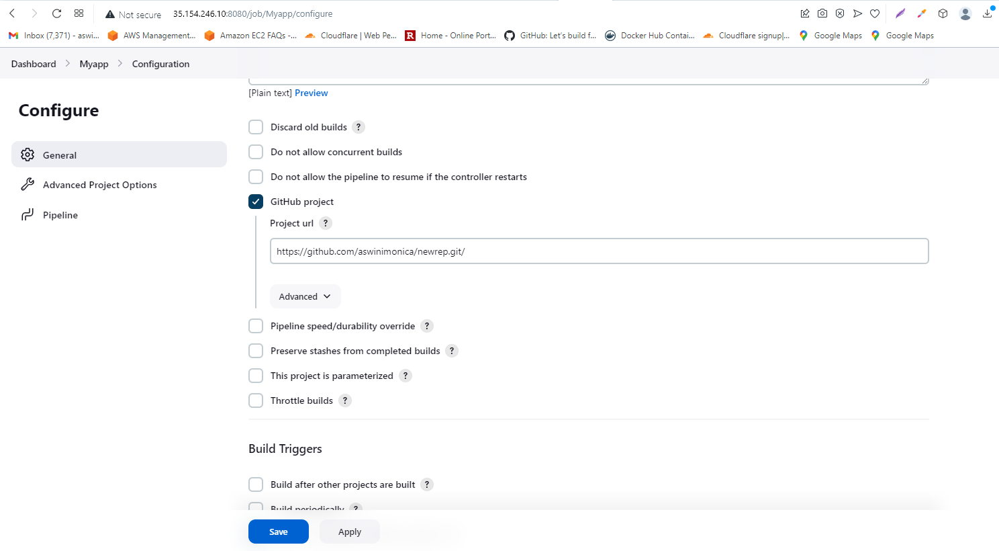 Not secure 35.154.246.10:8080/job/Myapp/configure
Inbox (7,371) - aswi... AWS Management... Amazon EC2 FAQs -... Cloudflare | Web Pe... Home - Online Port... GitHub: Let's build f... Docker Hub Contai... Cloudflare signup|... Google Maps Google Maps
Dashboard Myapp Configuration
[Plain text] Preview
Configure
General
Advanced Project Options
Pipeline
Discard old builds ?
Do not allow concurrent builds
Do not allow the pipeline to resume if the controller restarts
GitHub project
Project url ?
https://github.com/aswinimonica/newrep.git/
Advanced
Pipeline speed/durability override ?
Preserve stashes from completed builds ?
This project is parameterized ?
Throttle builds ?
Build Triggers
Build after other projects are built ?
Build periodically ?
Save Apply